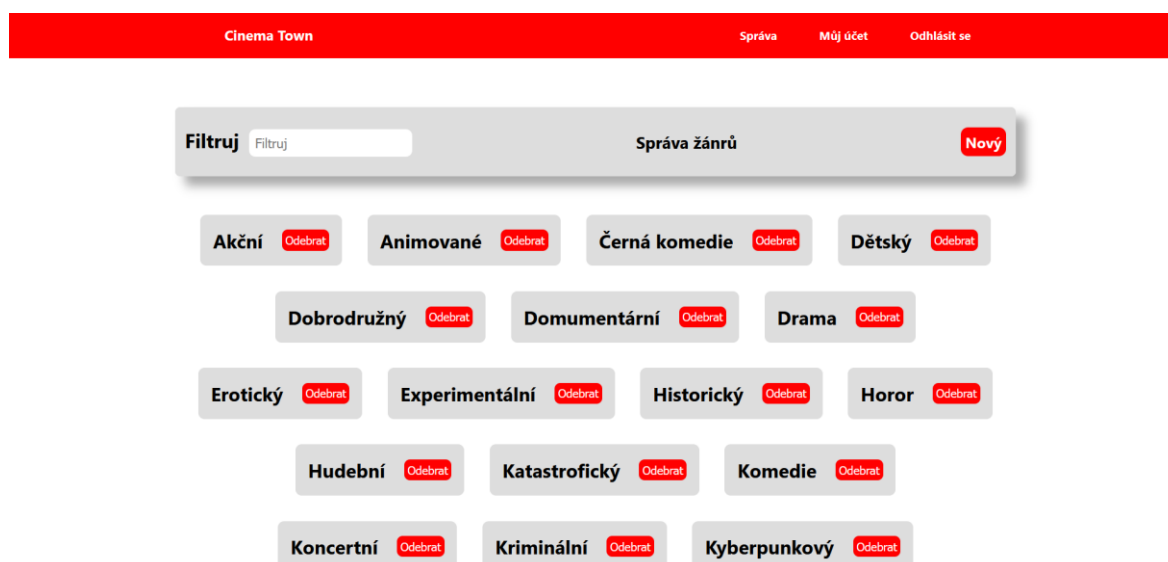 Cinema Town Správa Můj účet Odhlásit se
Filtruj Filtruj Správa žánrů Nový
Akční Odebrat Animované Odebrat Černá komedie Odebrat Dětský Odebrat
Dobrodružný Odebrat Domumentární Odebrat Drama Odebrat
Erotický Odebrat Experimentální Odebrat Historický Odebrat Horor Odebrat
Hudební Odebrat Katastrofický Odebrat Komedie Odebrat
Koncertní Odebrat Kriminální Odebrat Kyberpunkový Odebrat